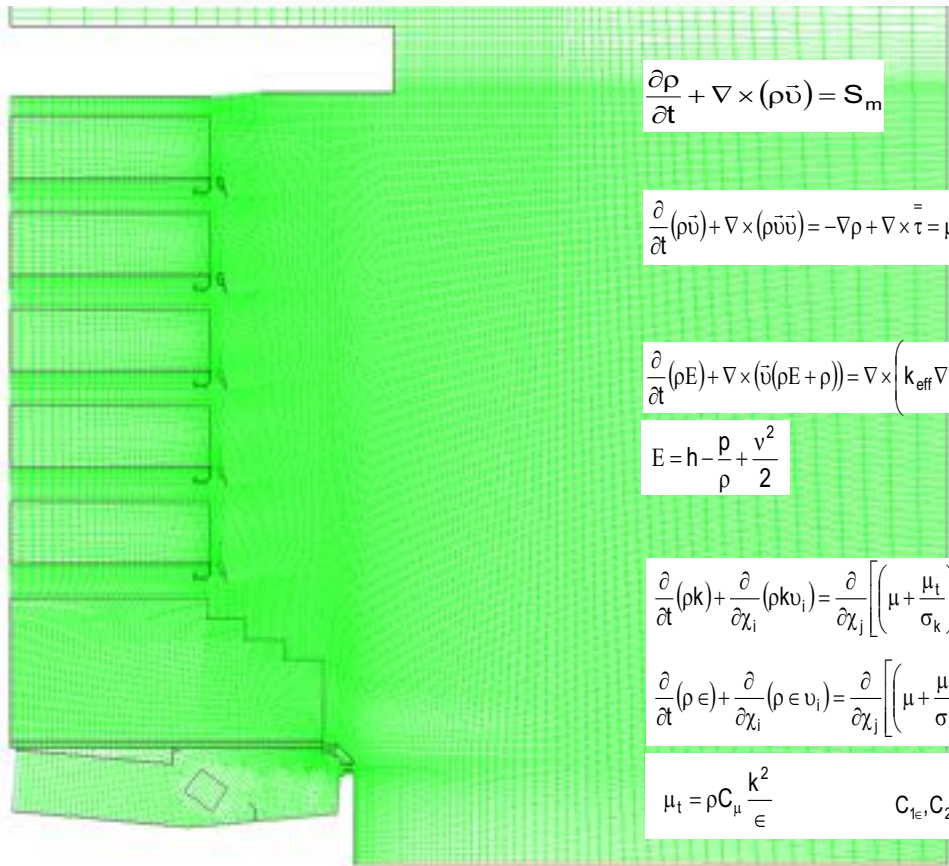 ∂ρ/∂t + ∇ × (ρυ⃗) = S_m
∂/∂t (ρυ⃗) + ∇ × (ρυ⃗υ⃗) = −∇ρ + ∇ × τ̿ = μ
∂/∂t (ρE) + ∇ × (υ⃗(ρE + ρ)) = ∇ × (k_eff ∇
E = h − p/ρ + ν²/2
∂/∂t (ρk) + ∂/∂χ_i (ρkυ_i) = ∂/∂χ_j [(μ + μ_t/σ_k)
∂/∂t (ρ ∈) + ∂/∂χ_i (ρ ∈ υ_i) = ∂/∂χ_j [(μ + μ/σ
μ_t = ρC_μ k²/∈ C_1∈, C_2